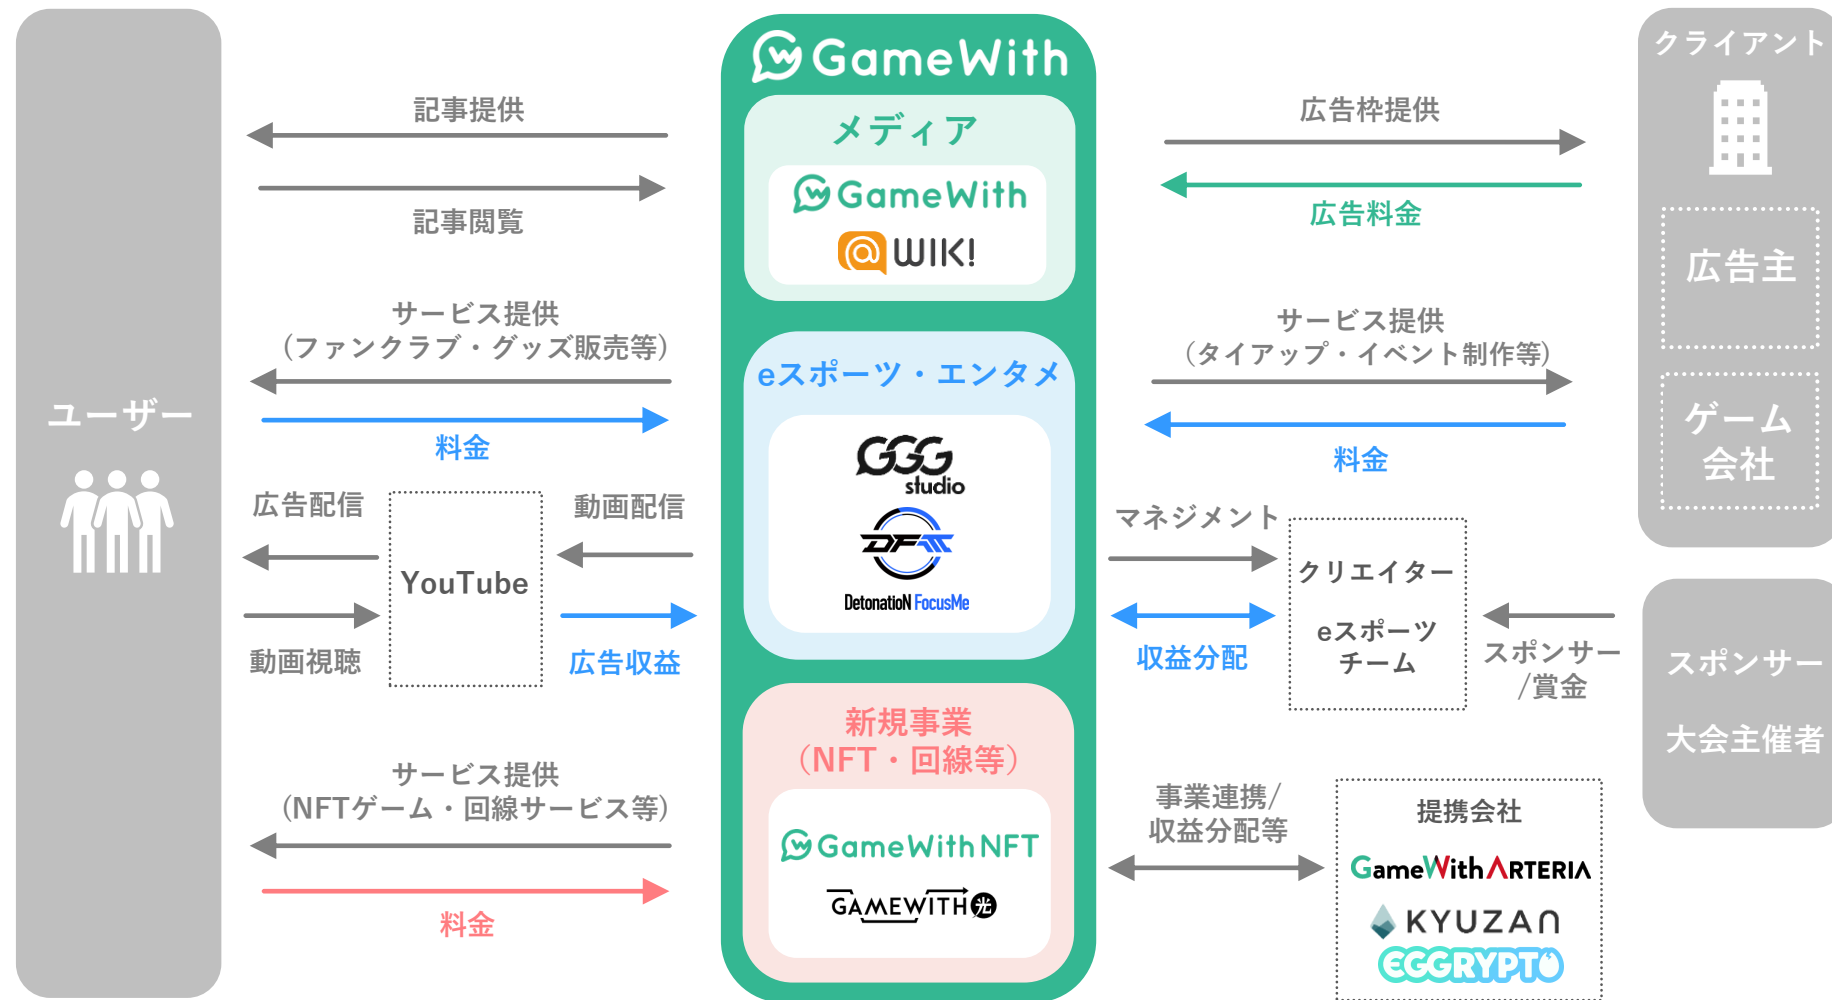 GameWith
メディア
GameWith
@WIKI!
eスポーツ・エンタメ
GGG
studio
DFM
DetonatioN FocusMe
新規事業
(NFT・回線等)
GameWith NFT
GAMEWITH光
ユーザー
記事提供
記事閲覧
サービス提供
(ファンクラブ・グッズ販売等)
料金
広告配信
動画視聴
YouTube
動画配信
広告収益
サービス提供
(NFTゲーム・回線サービス等)
料金
広告枠提供
広告料金
サービス提供
(タイアップ・イベント制作等)
料金
マネジメント
収益分配
クリエイター
eスポーツ
チーム
スポンサー
/賞金
事業連携/
収益分配等
提携会社
GameWith ARTERIA
KYUZAN
EGGRYPTO
クライアント
広告主
ゲーム
会社
スポンサー
大会主催者